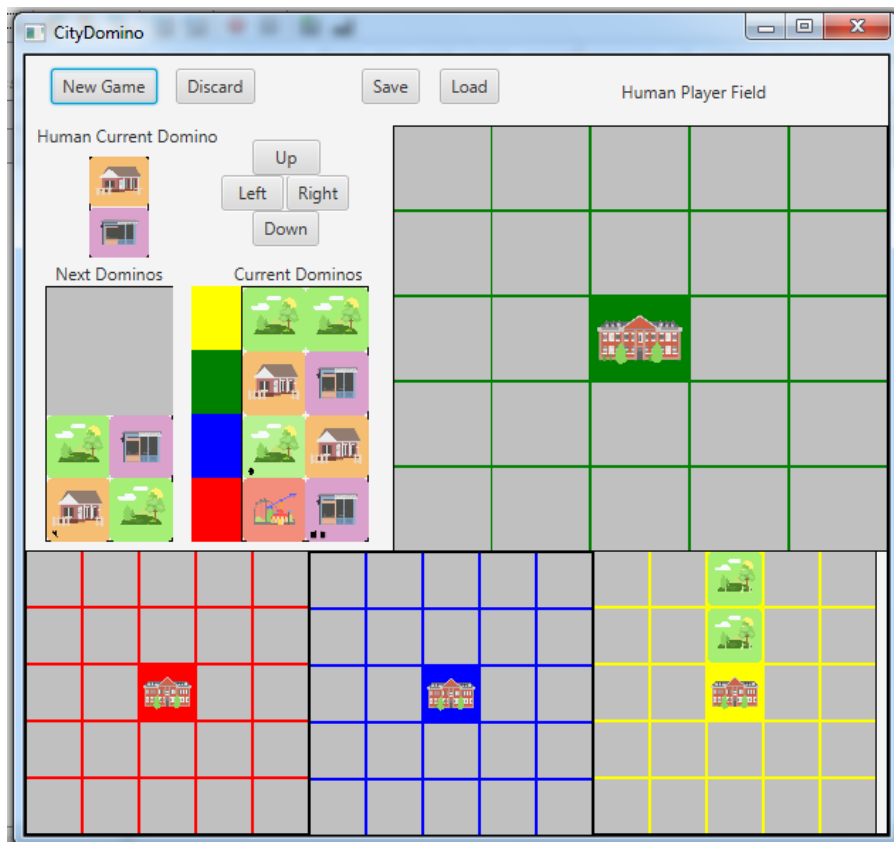 CityDomino
New Game Discard Save Load Human Player Field
Human Current Domino
Up
Left Right
Down
Next Dominos Current Dominos